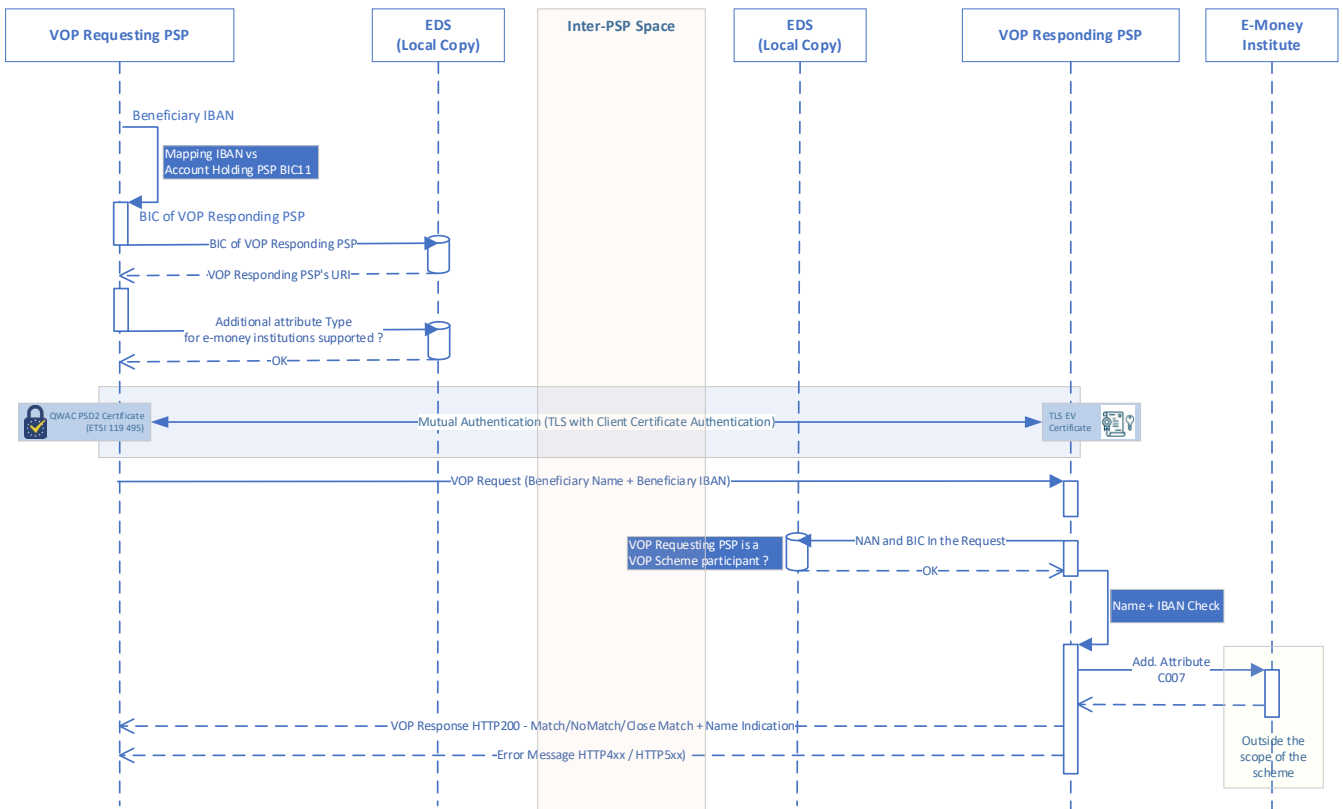 VOP Requesting PSP
EDS
(Local Copy)
Inter-PSP Space
EDS
(Local Copy)
VOP Responding PSP
E-Money
Institute
Beneficiary IBAN
Mapping IBAN vs
Account Holding PSP BIC11
BIC of VOP Responding PSP
BIC of VOP Responding PSP
VOP Responding PSP's URI
Additional attribute Type
for e-money institutions supported ?
OK
QWAC PSD2 Certificate
(ETSI 119 495)
Mutual Authentication (TLS with Client Certificate Authentication)
TLS EV
Certificate
VOP Request (Beneficiary Name + Beneficiary IBAN)
VOP Requesting PSP is a
VOP Scheme participant ?
NAN and BIC In the Request
OK
Name + IBAN Check
Add. Attribute
C007
VOP Response HTTP200 - Match/NoMatch/Close Match + Name Indication
Error Message HTTP4xx / HTTP5xx)
Outside the
scope of the
scheme